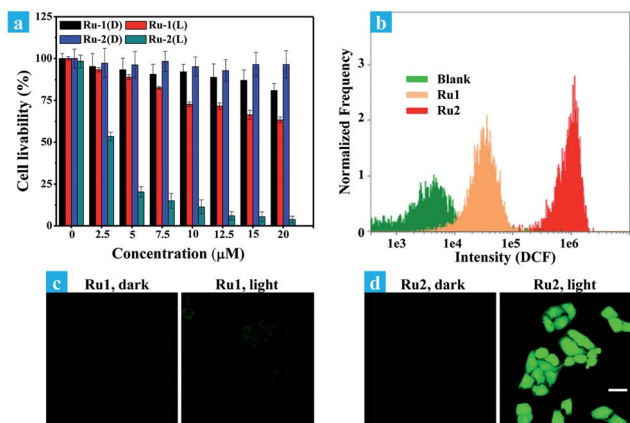 a
Ru-1(D) Ru-1(L)
Ru-2(D) Ru-2(L)
Cell livability (%)
125
100
75
50
25
0
0 2.5 5 7.5 10 12.5 15 20
Concentration (μM)
b
Blank
Ru1
Ru2
Normalized Frequency
3
2
1
0
1e3 1e4 1e5 1e6
Intensity (DCF)
c
Ru1, dark Ru1, light
d
Ru2, dark Ru2, light